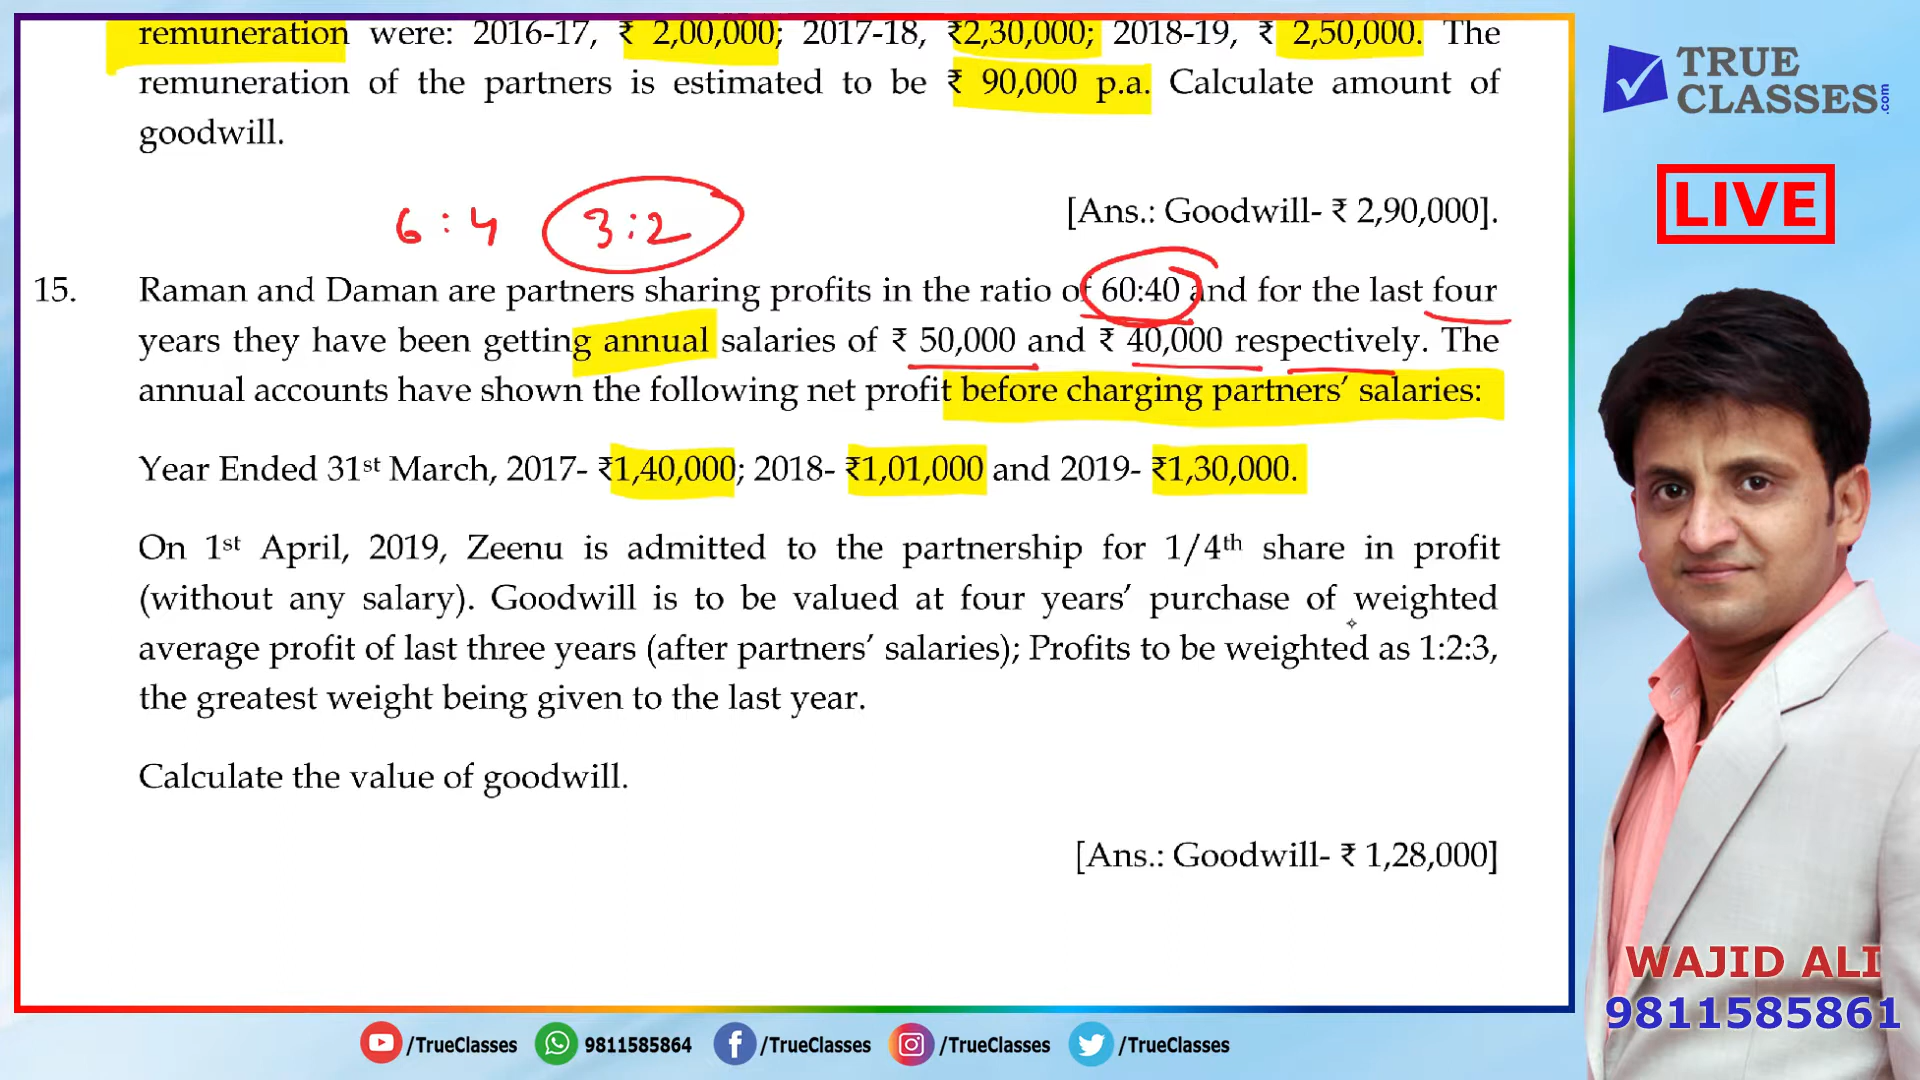 remuneration were: 2016-17, ₹ 2,00,000; 2017-18, ₹2,30,000; 2018-19, ₹ 2,50,000. The
remuneration of the partners is estimated to be ₹ 90,000 p.a. Calculate amount of
goodwill.
[Ans.: Goodwill- ₹ 2,90,000].
6:4 3:2
15. Raman and Daman are partners sharing profits in the ratio of 60:40 and for the last four
years they have been getting annual salaries of ₹ 50,000 and ₹ 40,000 respectively. The
annual accounts have shown the following net profit before charging partners' salaries:
Year Ended 31st March, 2017- ₹1,40,000; 2018- ₹1,01,000 and 2019- ₹1,30,000.
On 1st April, 2019, Zeenu is admitted to the partnership for 1/4th share in profit
(without any salary). Goodwill is to be valued at four years' purchase of weighted
average profit of last three years (after partners' salaries); Profits to be weighted as 1:2:3,
the greatest weight being given to the last year.
Calculate the value of goodwill.
[Ans.: Goodwill- ₹ 1,28,000]
TRUE
CLASSES.com
LIVE
WAJID ALI
9811585861
/TrueClasses 9811585864 /TrueClasses /TrueClasses /TrueClasses